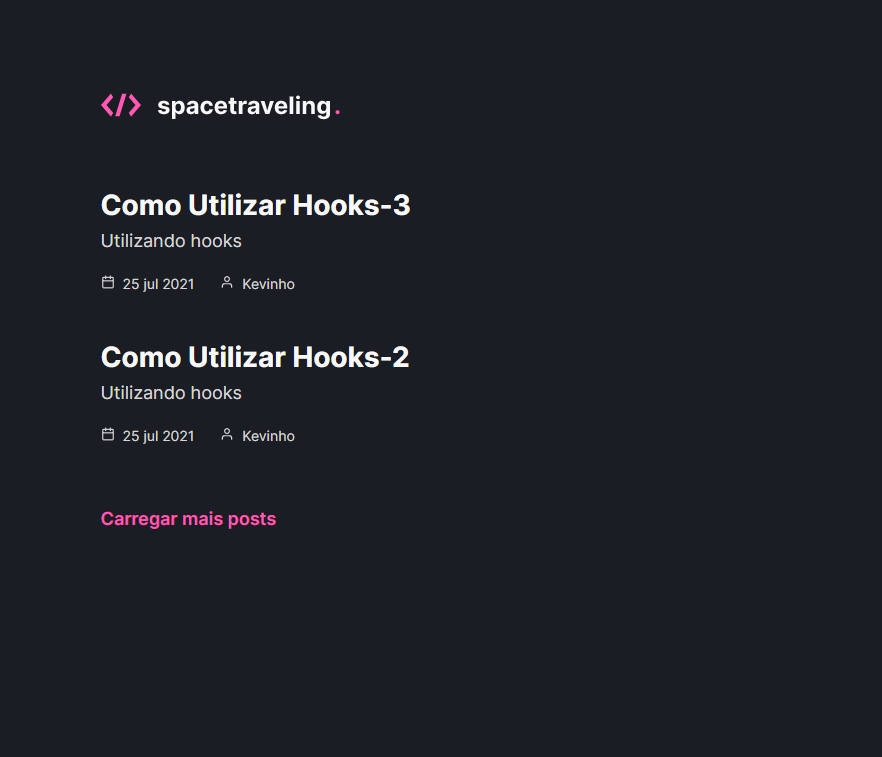 </> spacetraveling.
Como Utilizar Hooks-3
Utilizando hooks
25 jul 2021 Kevinho
Como Utilizar Hooks-2
Utilizando hooks
25 jul 2021 Kevinho
Carregar mais posts